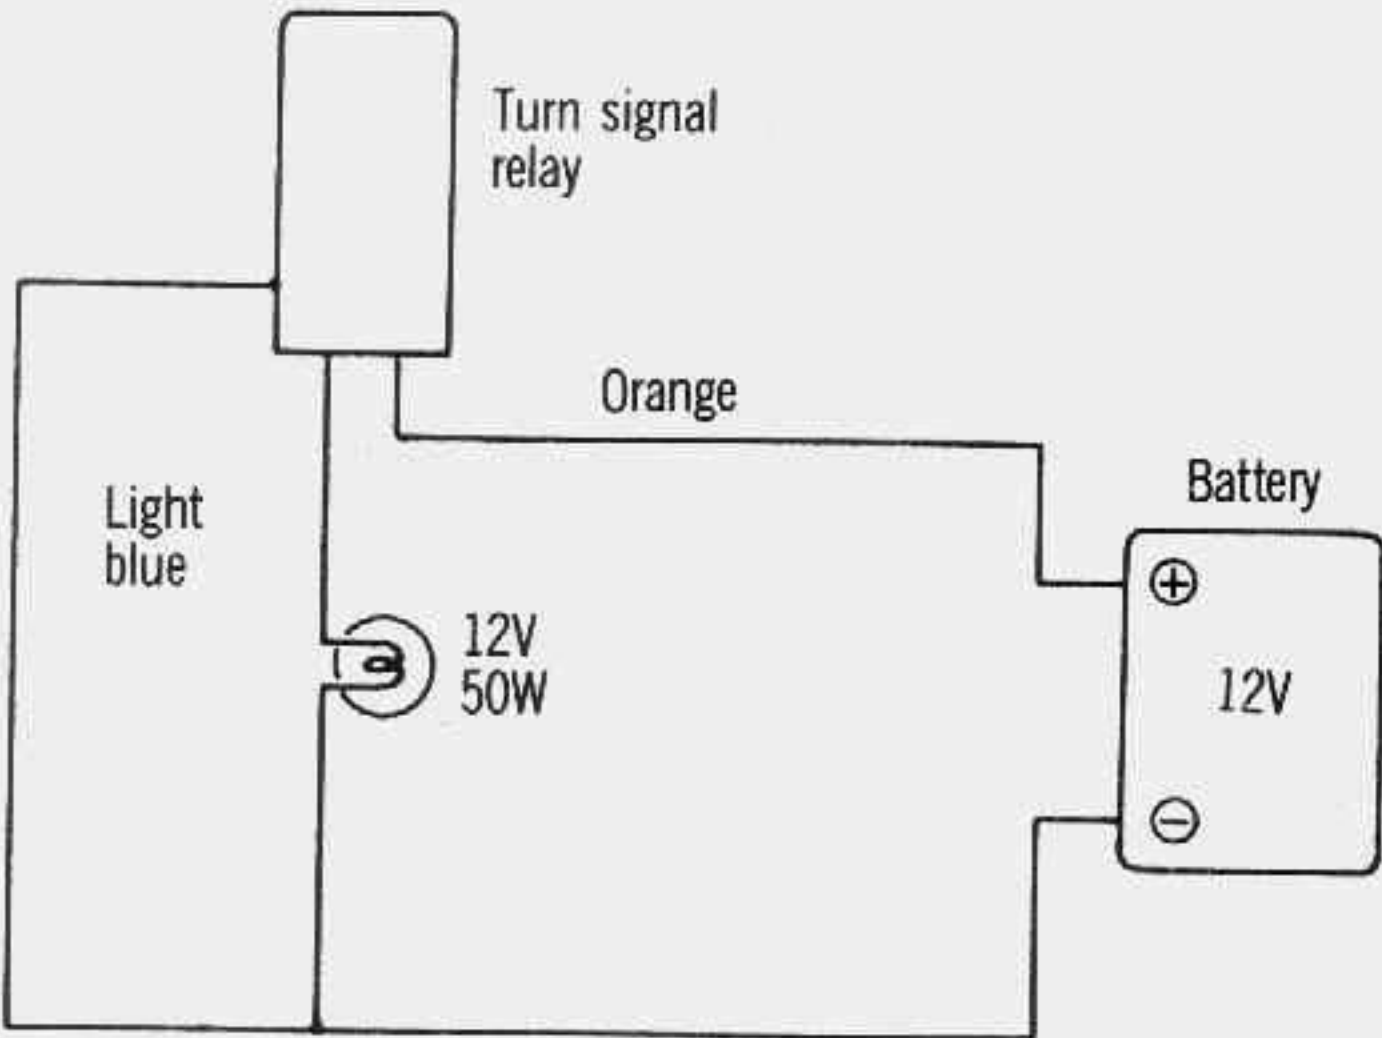 Turn signal
relay
Orange
Battery
Light
blue
12V
50W
⊕
12V
⊖